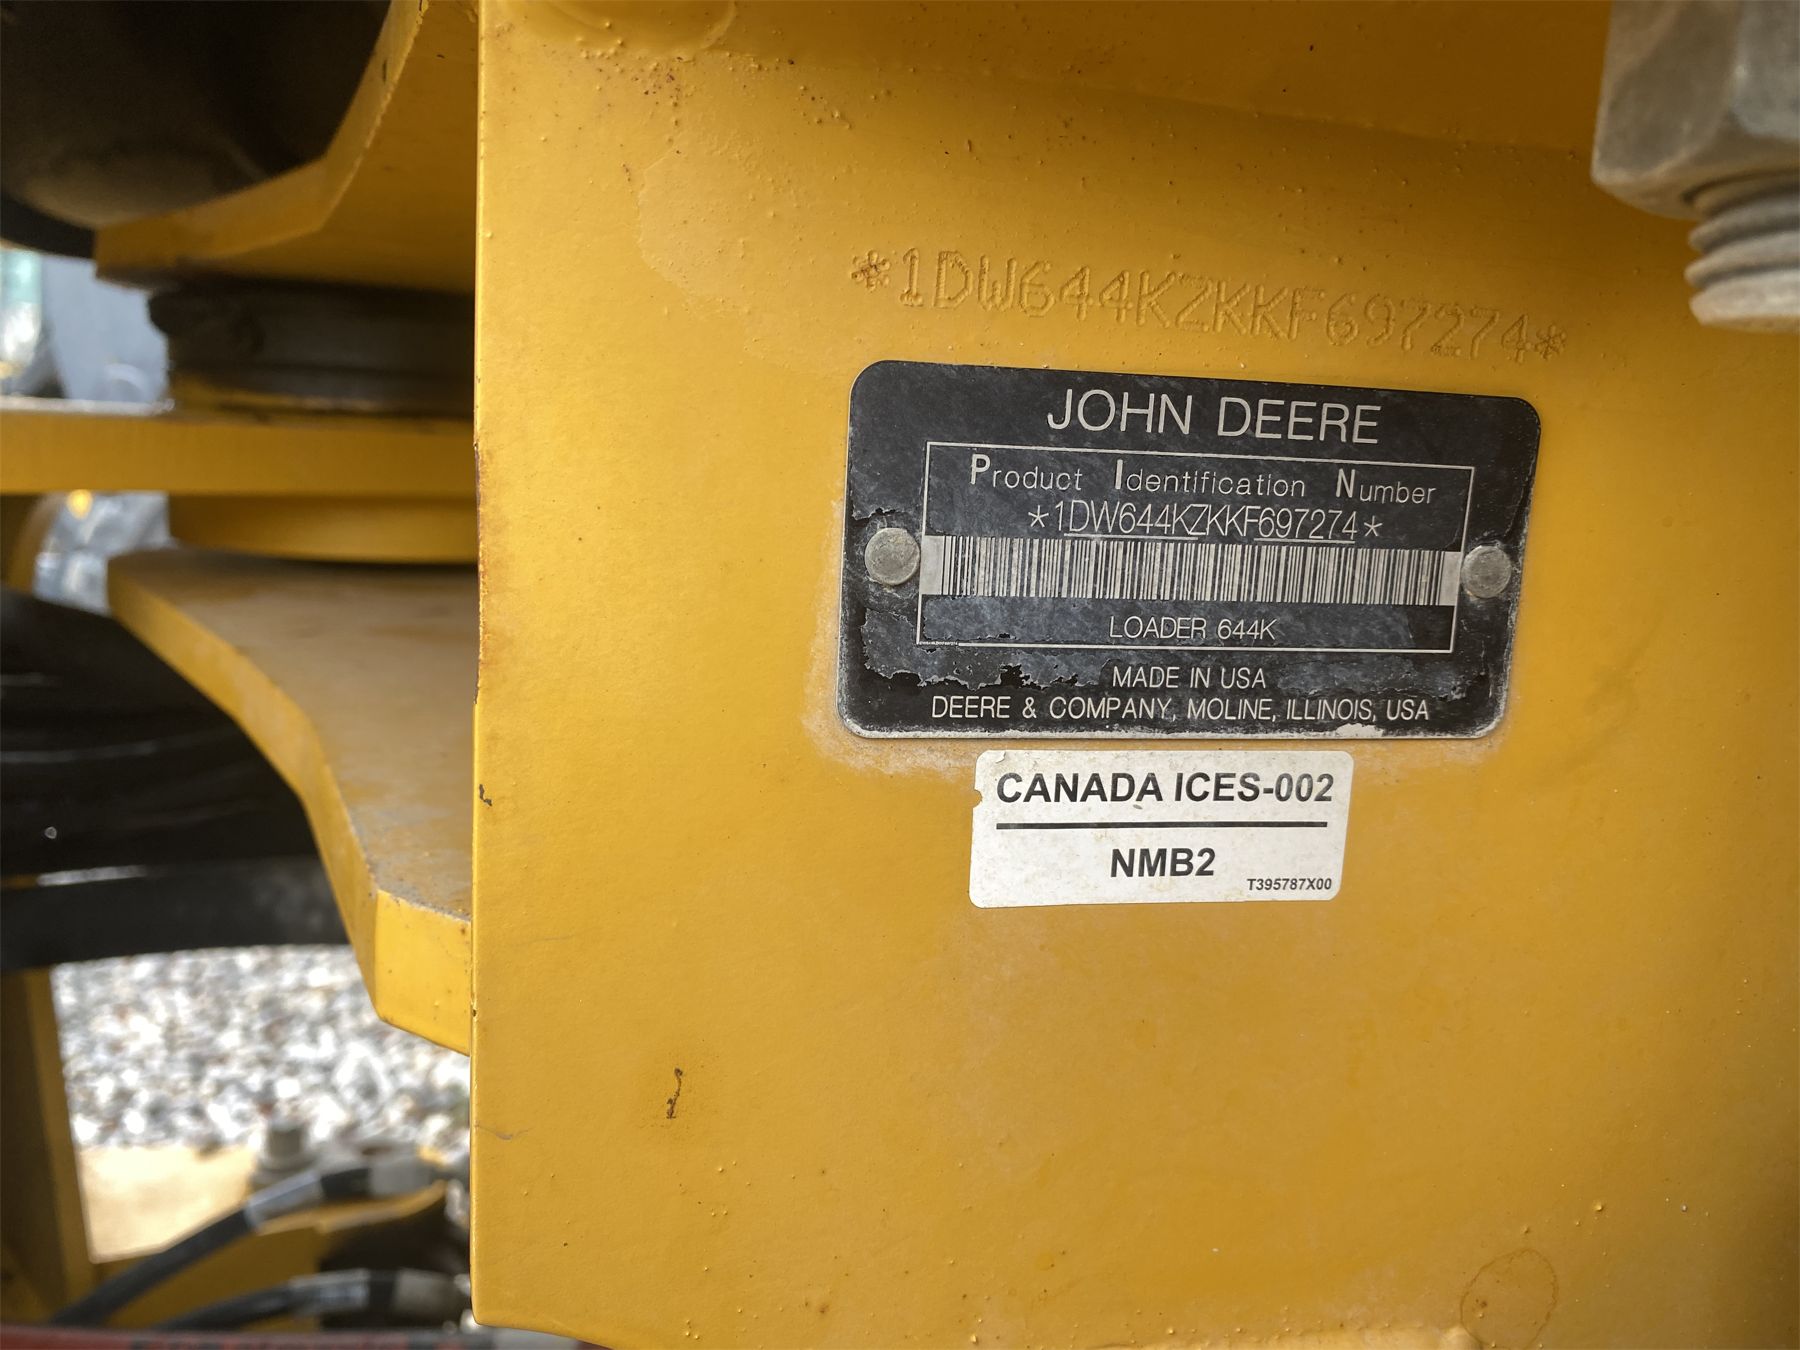 *1DW644KZKKF697274*
JOHN DEERE
Product Identification Number
*1DW644KZKKF697274*
LOADER 644K
MADE IN USA
DEERE & COMPANY, MOLINE, ILLINOIS, USA
CANADA ICES-002
NMB2
T395787X00